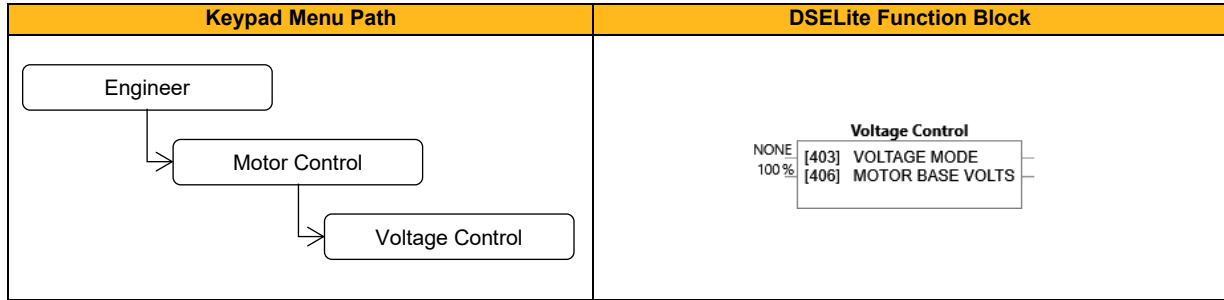 Keypad Menu Path
DSELite Function Block
Engineer
Motor Control
Voltage Control
Voltage Control
NONE [403] VOLTAGE MODE
100 % [406] MOTOR BASE VOLTS